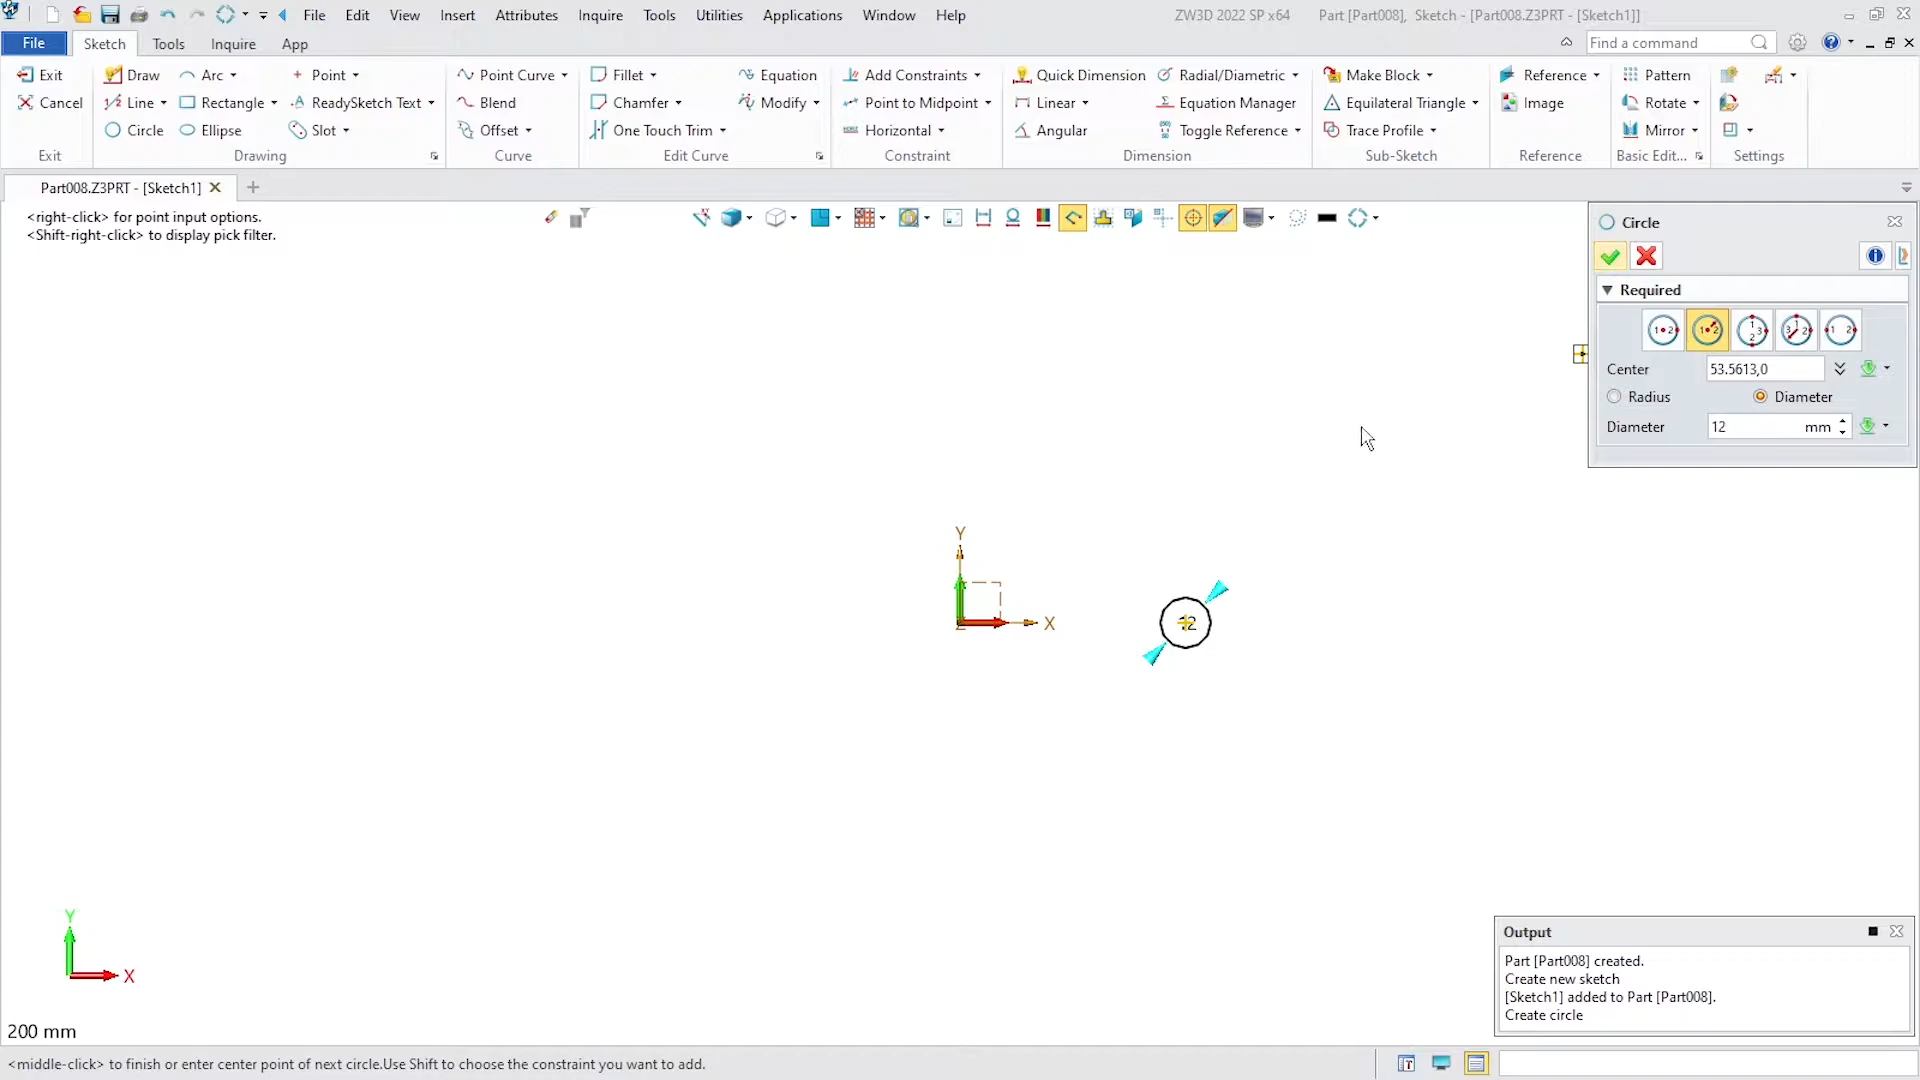 File Edit View Insert Attributes Inquire Tools Utilities Applications Window Help ZW3D 2022 SP x64 Part [Part008], Sketch - [Part008.Z3PRT - [Sketch1]]
File Sketch Tools Inquire App Find a command
Exit Draw Arc Point Point Curve Fillet Equation Add Constraints Quick Dimension Radial/Diametric Make Block Reference Pattern
Cancel Line Rectangle ReadySketch Text Blend Chamfer Modify Point to Midpoint Linear Equation Manager Equilateral Triangle Image Rotate
Circle Ellipse Slot Offset One Touch Trim Horizontal Angular Toggle Reference Trace Profile Mirror
Exit Drawing Curve Edit Curve Constraint Dimension Sub-Sketch Reference Basic Edit... Settings
Part008.Z3PRT - [Sketch1]
<right-click> for point input options.
<Shift-right-click> to display pick filter.
Circle
Required
Center 53.5613,0
Radius Diameter
Diameter 12 mm
Y
X
12
Y
X
200 mm
Output
Part [Part008] created.
Create new sketch
[Sketch1] added to Part [Part008].
Create circle
<middle-click> to finish or enter center point of next circle.Use Shift to choose the constraint you want to add.